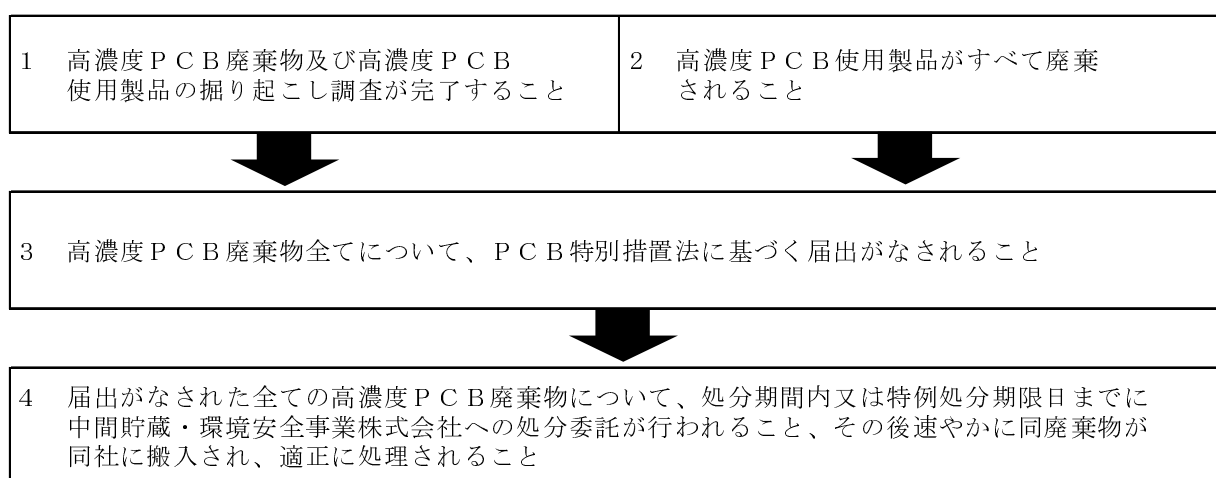 1 高濃度ＰＣＢ廃棄物及び高濃度ＰＣＢ
使用製品の掘り起こし調査が完了すること
2 高濃度ＰＣＢ使用製品がすべて廃棄
されること
3 高濃度ＰＣＢ廃棄物全てについて、ＰＣＢ特別措置法に基づく届出がなされること
4 届出がなされた全ての高濃度ＰＣＢ廃棄物について、処分期間内又は特例処分期限日までに
中間貯蔵・環境安全事業株式会社への処分委託が行われること、その後速やかに同廃棄物が
同社に搬入され、適正に処理されること